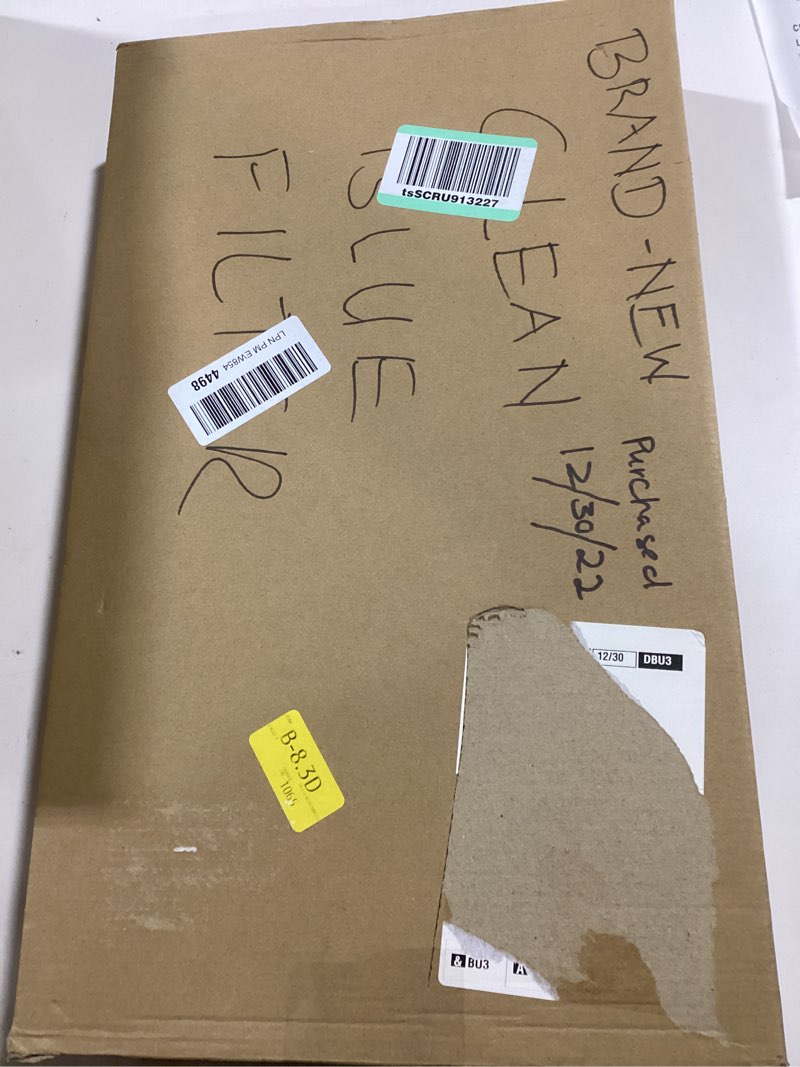 BRAND-NEW
CLEAN
BLUE
FILTER
Purchased
12/30/22
tsSCRU913227
LPN PM EW854 4498
B-8.3D
12/30 DBU3
& BU3 A